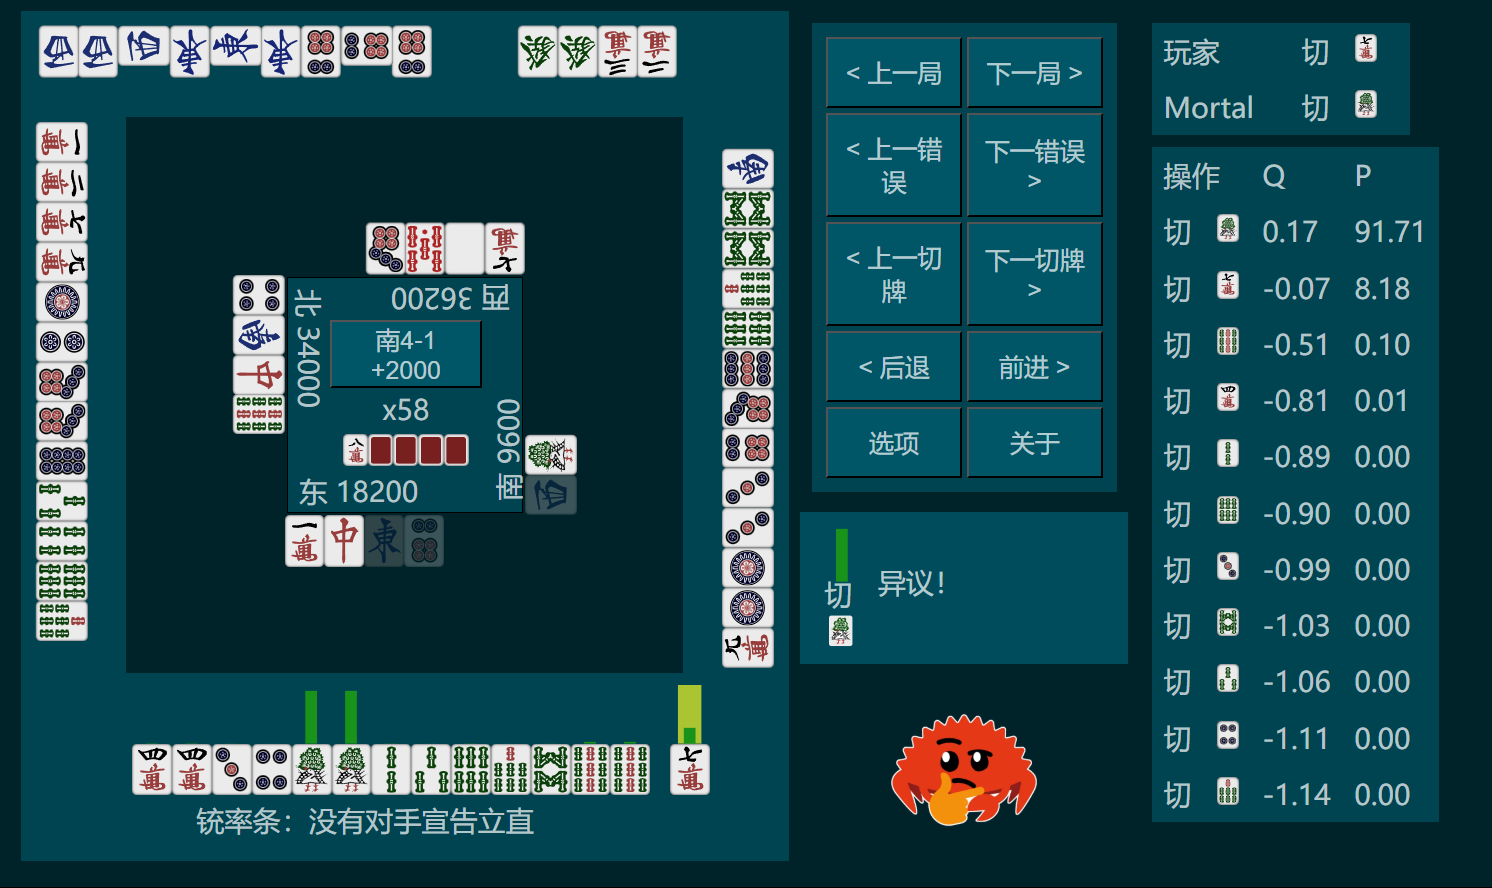 < 上一局
下一局 >
< 上一错
误
下一错误
>
< 上一切
牌
下一切牌
>
< 后退
前进 >
选项
关于
玩家 切
Mortal 切
操作 Q P
切 0.17 91.71
切 -0.07 8.18
切 -0.51 0.10
切 -0.81 0.01
切 -0.89 0.00
切 -0.90 0.00
切 -0.99 0.00
切 -1.03 0.00
切 -1.06 0.00
切 -1.11 0.00
切 -1.14 0.00
西 36200
北 34000
南4-1
+2000
x58
南 9600
东 18200
切
异议！
铳率条：没有对手宣告立直